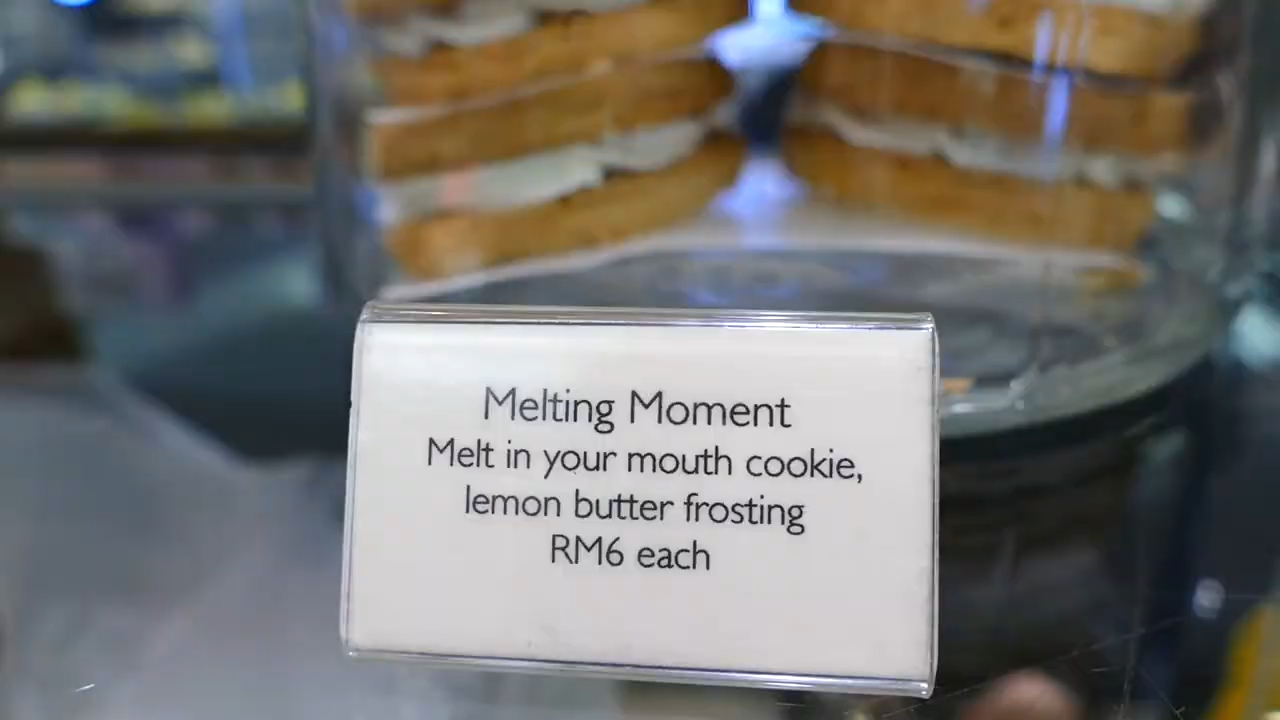 Melting Moment
Melt in your mouth cookie,
lemon butter frosting
RM6 each